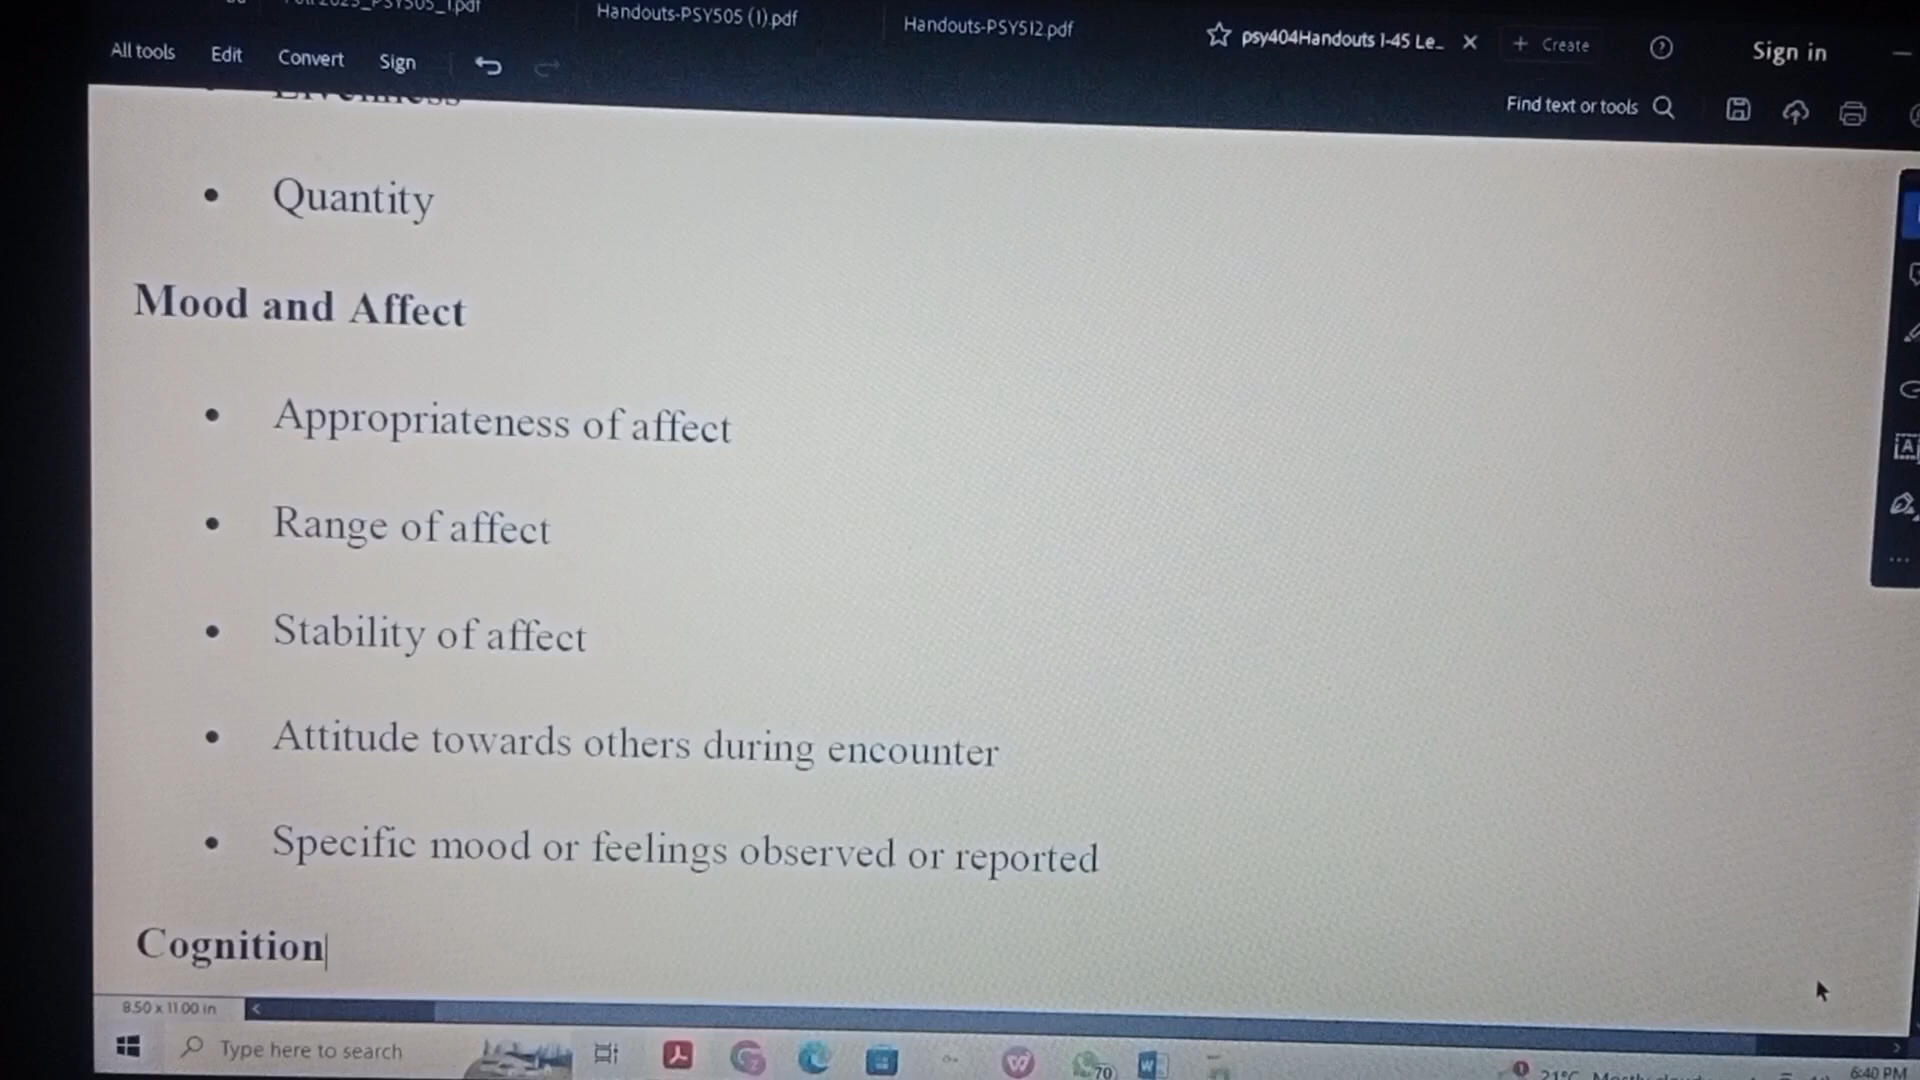 Handouts-PSY505 (1).pdf
Handouts-PSY512.pdf
psy404Handouts 1-45 Le...
Create
Sign in
All tools
Edit
Convert
Sign
Find text or tools
• Quantity
Mood and Affect
• Appropriateness of affect
• Range of affect
• Stability of affect
• Attitude towards others during encounter
• Specific mood or feelings observed or reported
Cognition
8.50 x 11.00 in
Type here to search
70
21°C
6:40 PM